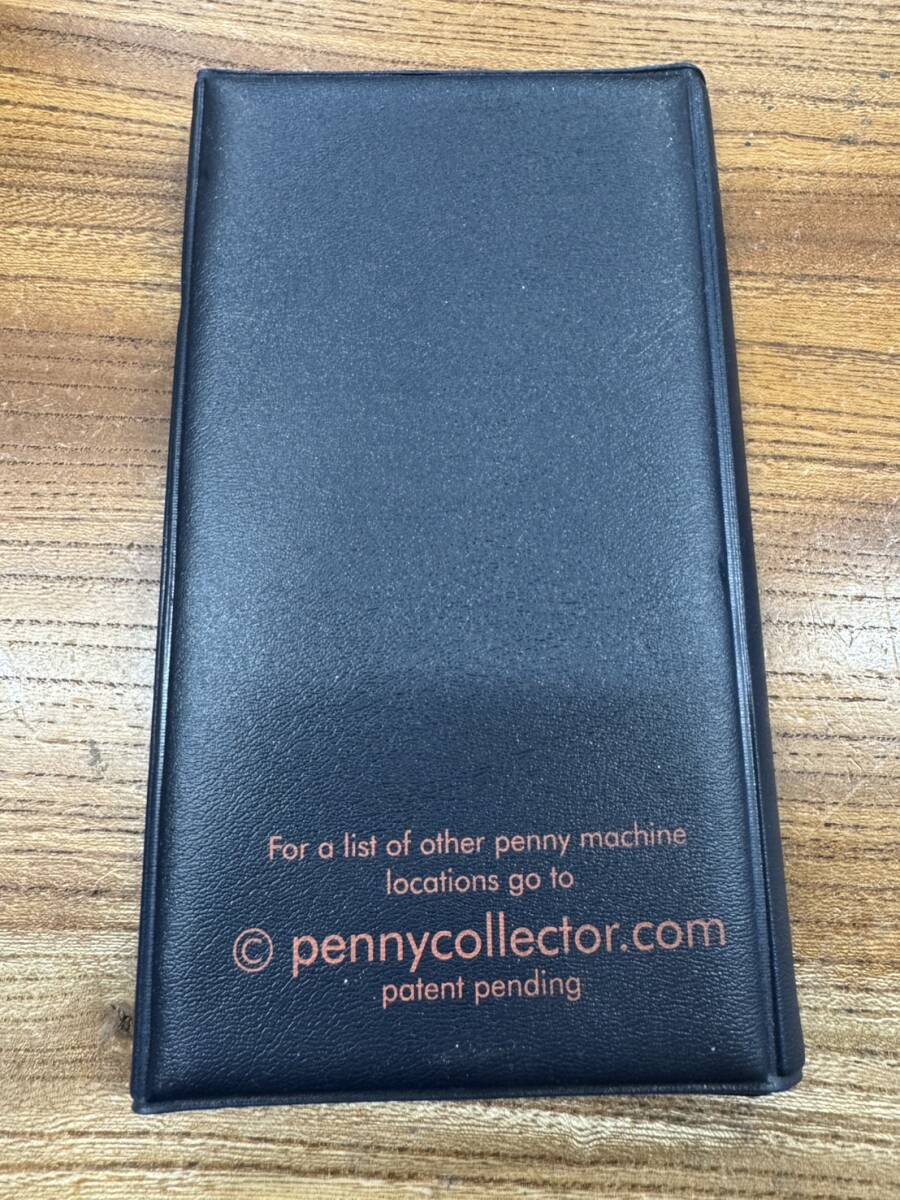 For a list of other penny machine
locations go to
© pennycollector.com
patent pending